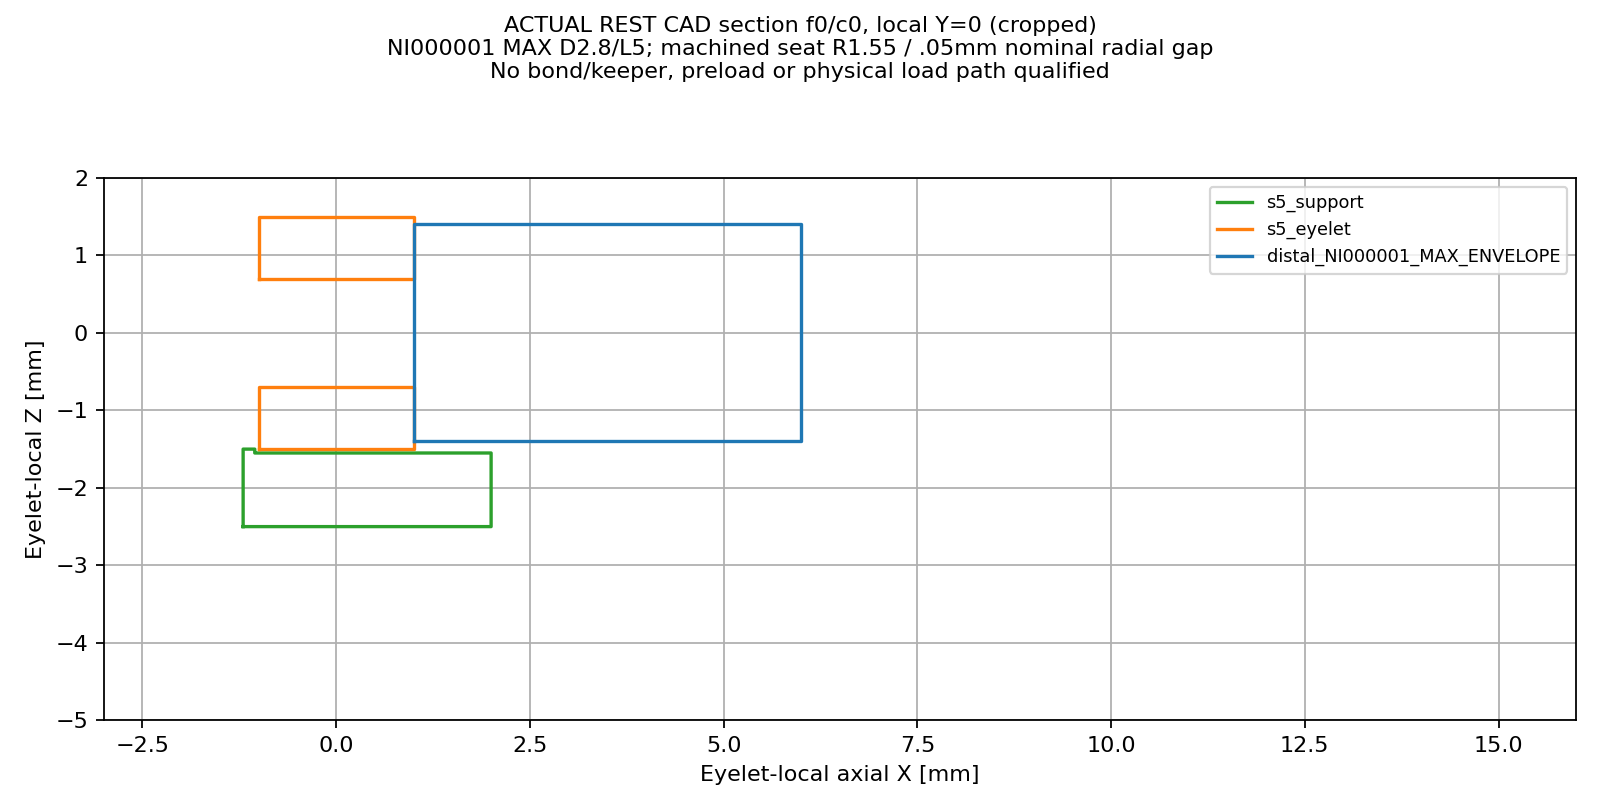 ACTUAL REST CAD section f0/c0, local Y=0 (cropped)
NI000001 MAX D2.8/L5; machined seat R1.55 / .05mm nominal radial gap
No bond/keeper, preload or physical load path qualified
s5_support
s5_eyelet
distal_NI000001_MAX_ENVELOPE
2
1
0
−1
−2
−3
−4
−5
Eyelet-local Z [mm]
−2.5
0.0
2.5
5.0
7.5
10.0
12.5
15.0
Eyelet-local axial X [mm]